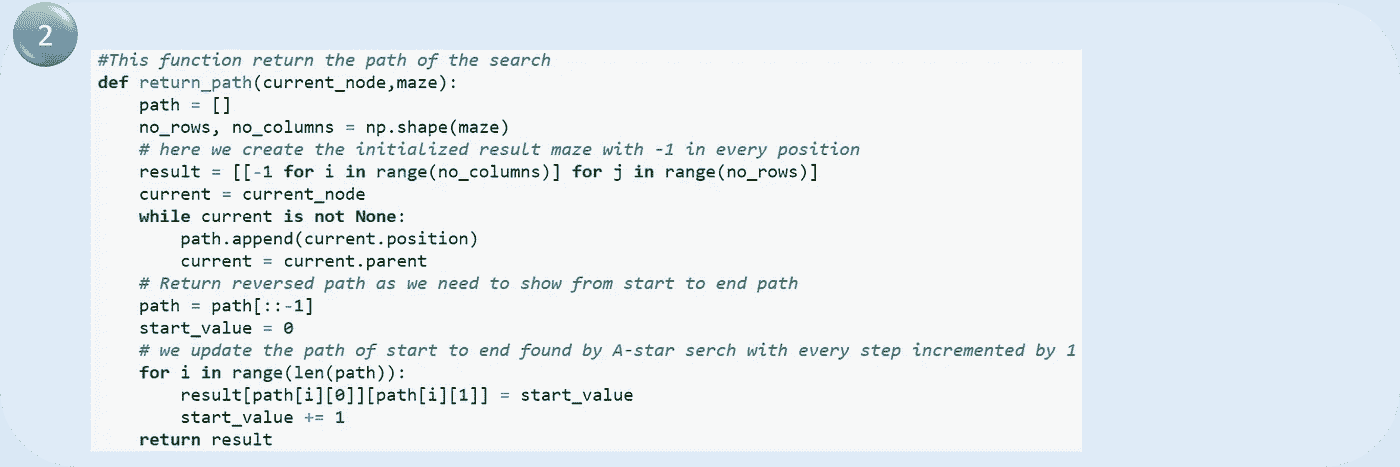 2
#This function return the path of the search
def return_path(current_node,maze):
    path = []
    no_rows, no_columns = np.shape(maze)
    # here we create the initialized result maze with -1 in every position
    result = [[-1 for i in range(no_columns)] for j in range(no_rows)]
    current = current_node
    while current is not None:
        path.append(current.position)
        current = current.parent
    # Return reversed path as we need to show from start to end path
    path = path[::-1]
    start_value = 0
    # we update the path of start to end found by A-star serch with every step incremented by 1
    for i in range(len(path)):
        result[path[i][0]][path[i][1]] = start_value
        start_value += 1
    return result